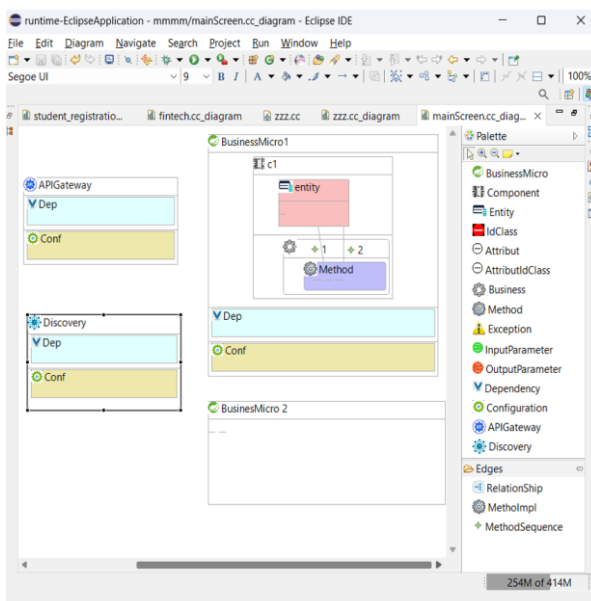 runtime-EclipseApplication - mmmm/mainScreen.cc_diagram - Eclipse IDE
File Edit Diagram Navigate Search Project Run Window Help
Segoe UI 9 B I A 100%
student_registratio... fintech.cc_diagram zzz.cc zzz.cc_diagram mainScreen.cc_diag...
BusinessMicro1
c1
entity
1 2
Method
Dep
Conf
APIGateway
Dep
Conf
Discovery
Dep
Conf
BusinesMicro 2
Palette
BusinessMicro
Component
Entity
IdClass
Attribut
AttributIdClass
Business
Method
Exception
InputParameter
OutputParameter
Dependency
Configuration
APIGateway
Discovery
Edges
RelationShip
MethoImpl
MethodSequence
254M of 414M